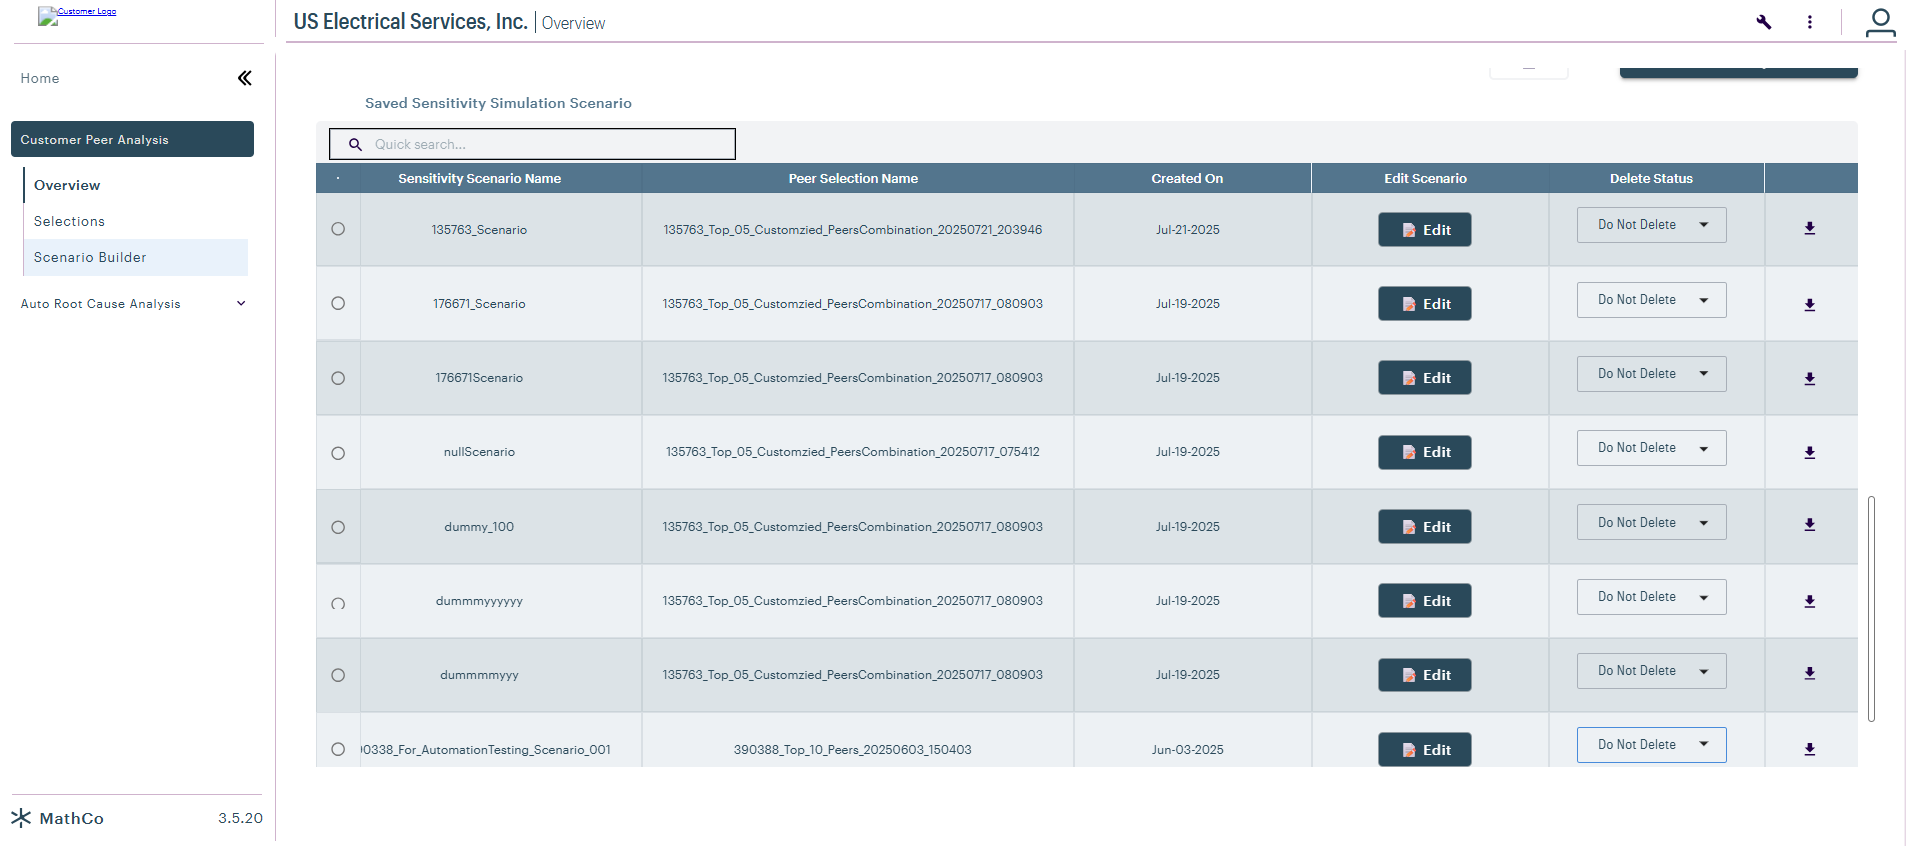 Customer Logo
US Electrical Services, Inc. | Overview
Home
Customer Peer Analysis
Overview
Selections
Scenario Builder
Auto Root Cause Analysis
MathCo 3.5.20
Saved Sensitivity Simulation Scenario
Quick search...
Sensitivity Scenario Name Peer Selection Name Created On Edit Scenario Delete Status
135763_Scenario 135763_Top_05_Customzied_PeersCombination_20250721_203946 Jul-21-2025 Edit Do Not Delete
176671_Scenario 135763_Top_05_Customzied_PeersCombination_20250717_080903 Jul-19-2025 Edit Do Not Delete
176671Scenario 135763_Top_05_Customzied_PeersCombination_20250717_080903 Jul-19-2025 Edit Do Not Delete
nullScenario 135763_Top_05_Customzied_PeersCombination_20250717_075412 Jul-19-2025 Edit Do Not Delete
dummy_100 135763_Top_05_Customzied_PeersCombination_20250717_080903 Jul-19-2025 Edit Do Not Delete
dummmyyyyyy 135763_Top_05_Customzied_PeersCombination_20250717_080903 Jul-19-2025 Edit Do Not Delete
dummmmyyy 135763_Top_05_Customzied_PeersCombination_20250717_080903 Jul-19-2025 Edit Do Not Delete
0338_For_AutomationTesting_Scenario_001 390388_Top_10_Peers_20250603_150403 Jun-03-2025 Edit Do Not Delete